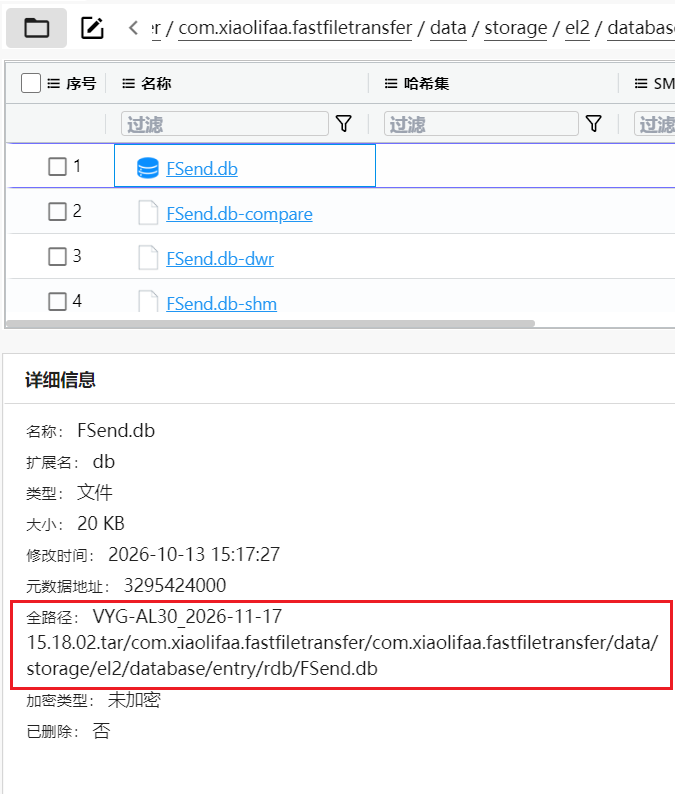 er / com.xiaolifaa.fastfiletransfer / data / storage / el2 / database
序号 名称 哈希集 SM
过滤 过滤 过滤
1 FSend.db
2 FSend.db-compare
3 FSend.db-dwr
4 FSend.db-shm
详细信息
名称: FSend.db
扩展名: db
类型: 文件
大小: 20 KB
修改时间: 2026-10-13 15:17:27
元数据地址: 3295424000
全路径: VYG-AL30_2026-11-17
15.18.02.tar/com.xiaolifaa.fastfiletransfer/com.xiaolifaa.fastfiletransfer/data/
storage/el2/database/entry/rdb/FSend.db
加密类型: 未加密
已删除: 否